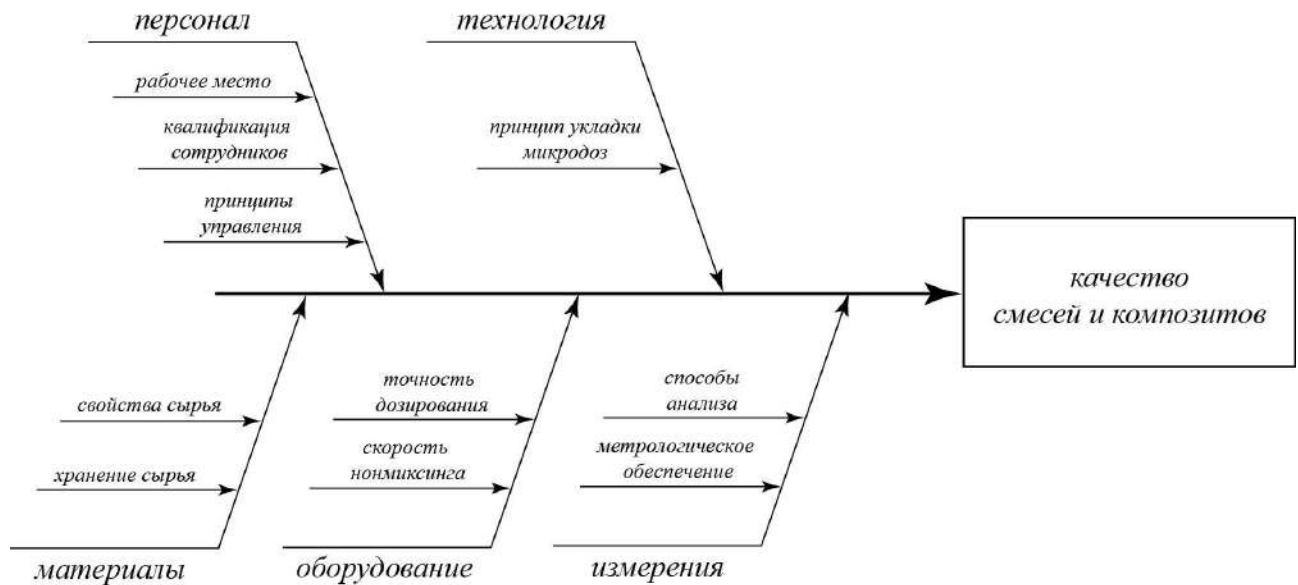 персонал
технология
рабочее место
квалификация
сотрудников
принцип укладки
микродоз
принципы
управления
качество
смесей и композитов
точность
дозирования
способы
анализа
свойства сырья
скорость
нонмиксинга
метрологическое
обеспечение
хранение сырья
материалы
оборудование
измерения